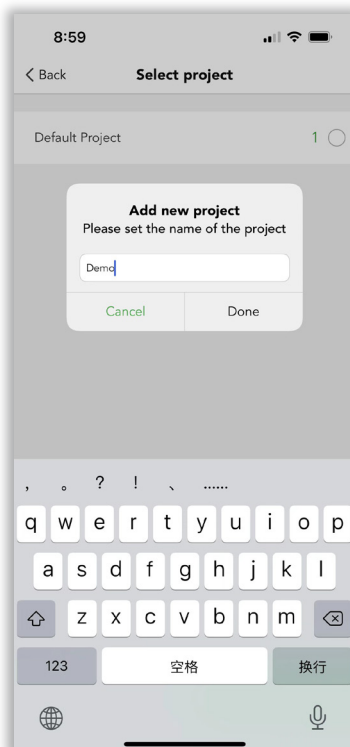 8:59
Back
Select project
Default Project
1
Add new project
Please set the name of the project
Demo
Cancel
Done
, 。 ? ! 、 ……
q w e r t y u i o p
a s d f g h j k l
z x c v b n m
123
空格
换行